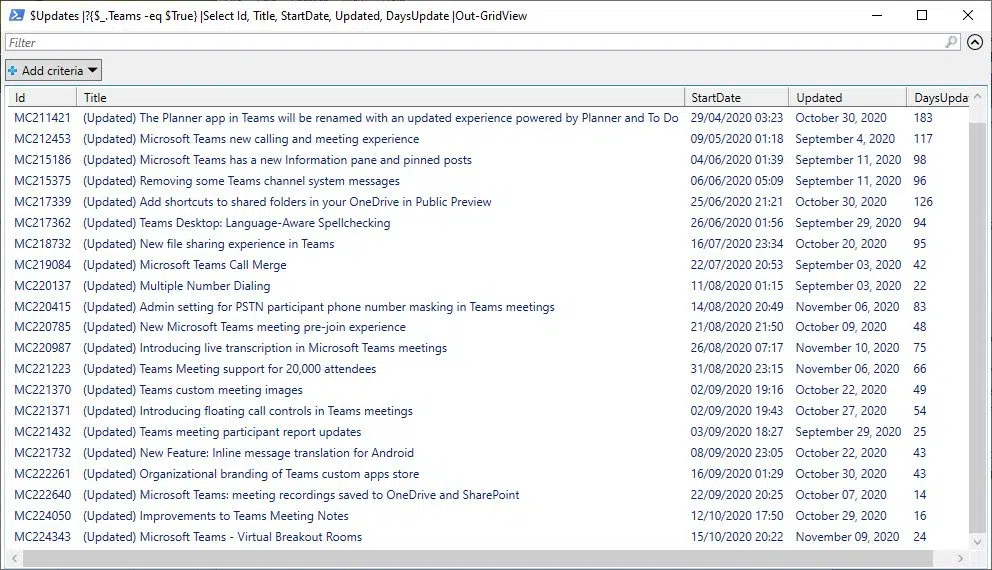 $Updates |?{$_.Teams -eq $True} |Select Id, Title, StartDate, Updated, DaysUpdate |Out-GridView
Filter
Add criteria
Id Title StartDate Updated DaysUpda
MC211421 (Updated) The Planner app in Teams will be renamed with an updated experience powered by Planner and To Do 29/04/2020 03:23 October 30, 2020 183
MC212453 (Updated) Microsoft Teams new calling and meeting experience 09/05/2020 01:18 September 4, 2020 117
MC215186 (Updated) Microsoft Teams has a new Information pane and pinned posts 04/06/2020 01:39 September 11, 2020 98
MC215375 (Updated) Removing some Teams channel system messages 06/06/2020 05:09 September 11, 2020 96
MC217339 (Updated) Add shortcuts to shared folders in your OneDrive in Public Preview 25/06/2020 21:21 October 30, 2020 126
MC217362 (Updated) Teams Desktop: Language-Aware Spellchecking 26/06/2020 01:56 September 29, 2020 94
MC218732 (Updated) New file sharing experience in Teams 16/07/2020 23:34 October 20, 2020 95
MC219084 (Updated) Microsoft Teams Call Merge 22/07/2020 20:53 September 03, 2020 42
MC220137 (Updated) Multiple Number Dialing 11/08/2020 01:15 September 03, 2020 22
MC220415 (Updated) Admin setting for PSTN participant phone number masking in Teams meetings 14/08/2020 20:49 November 06, 2020 83
MC220785 (Updated) New Microsoft Teams meeting pre-join experience 21/08/2020 21:50 October 09, 2020 48
MC220987 (Updated) Introducing live transcription in Microsoft Teams meetings 26/08/2020 07:17 November 10, 2020 75
MC221223 (Updated) Teams Meeting support for 20,000 attendees 31/08/2020 23:15 November 06, 2020 66
MC221370 (Updated) Teams custom meeting images 02/09/2020 19:16 October 22, 2020 49
MC221371 (Updated) Introducing floating call controls in Teams meetings 02/09/2020 19:43 October 27, 2020 54
MC221432 (Updated) Teams meeting participant report updates 03/09/2020 18:27 September 29, 2020 25
MC221732 (Updated) New Feature: Inline message translation for Android 08/09/2020 23:05 October 22, 2020 43
MC222261 (Updated) Organizational branding of Teams custom apps store 16/09/2020 01:29 October 30, 2020 43
MC222640 (Updated) Microsoft Teams: meeting recordings saved to OneDrive and SharePoint 22/09/2020 20:25 October 07, 2020 14
MC224050 (Updated) Improvements to Teams Meeting Notes 12/10/2020 17:50 October 29, 2020 16
MC224343 (Updated) Microsoft Teams - Virtual Breakout Rooms 15/10/2020 20:22 November 09, 2020 24